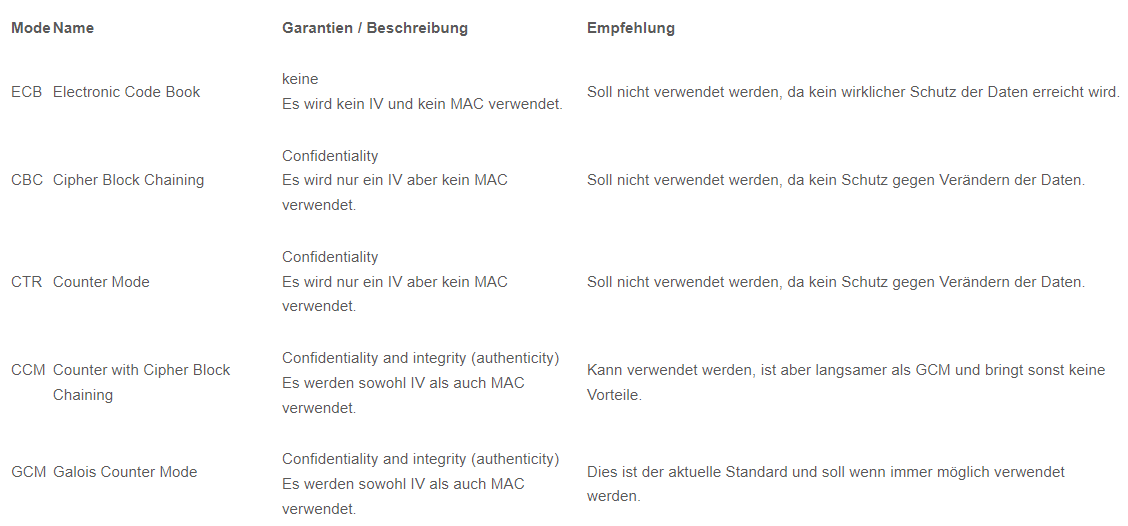 Mode Name Garantien / Beschreibung Empfehlung
keine
ECB Electronic Code Book Soll nicht verwendet werden, da kein wirklicher Schutz der Daten erreicht wird.
Es wird kein IV und kein MAC verwendet.
Confidentiality
CBC Cipher Block Chaining Es wird nur ein IV aber kein MAC Soll nicht verwendet werden, da kein Schutz gegen Verändern der Daten.
verwendet.
Confidentiality
CTR Counter Mode Es wird nur ein IV aber kein MAC Soll nicht verwendet werden, da kein Schutz gegen Verändern der Daten.
verwendet.
Confidentiality and integrity (authenticity)
CCM Counter with Cipher Block Kann verwendet werden, ist aber langsamer als GCM und bringt sonst keine
Es werden sowohl IV als auch MAC
Chaining Vorteile.
verwendet.
Confidentiality and integrity (authenticity)
GCM Galois Counter Mode Dies ist der aktuelle Standard und soll wenn immer möglich verwendet
Es werden sowohl IV als auch MAC
werden.
verwendet.